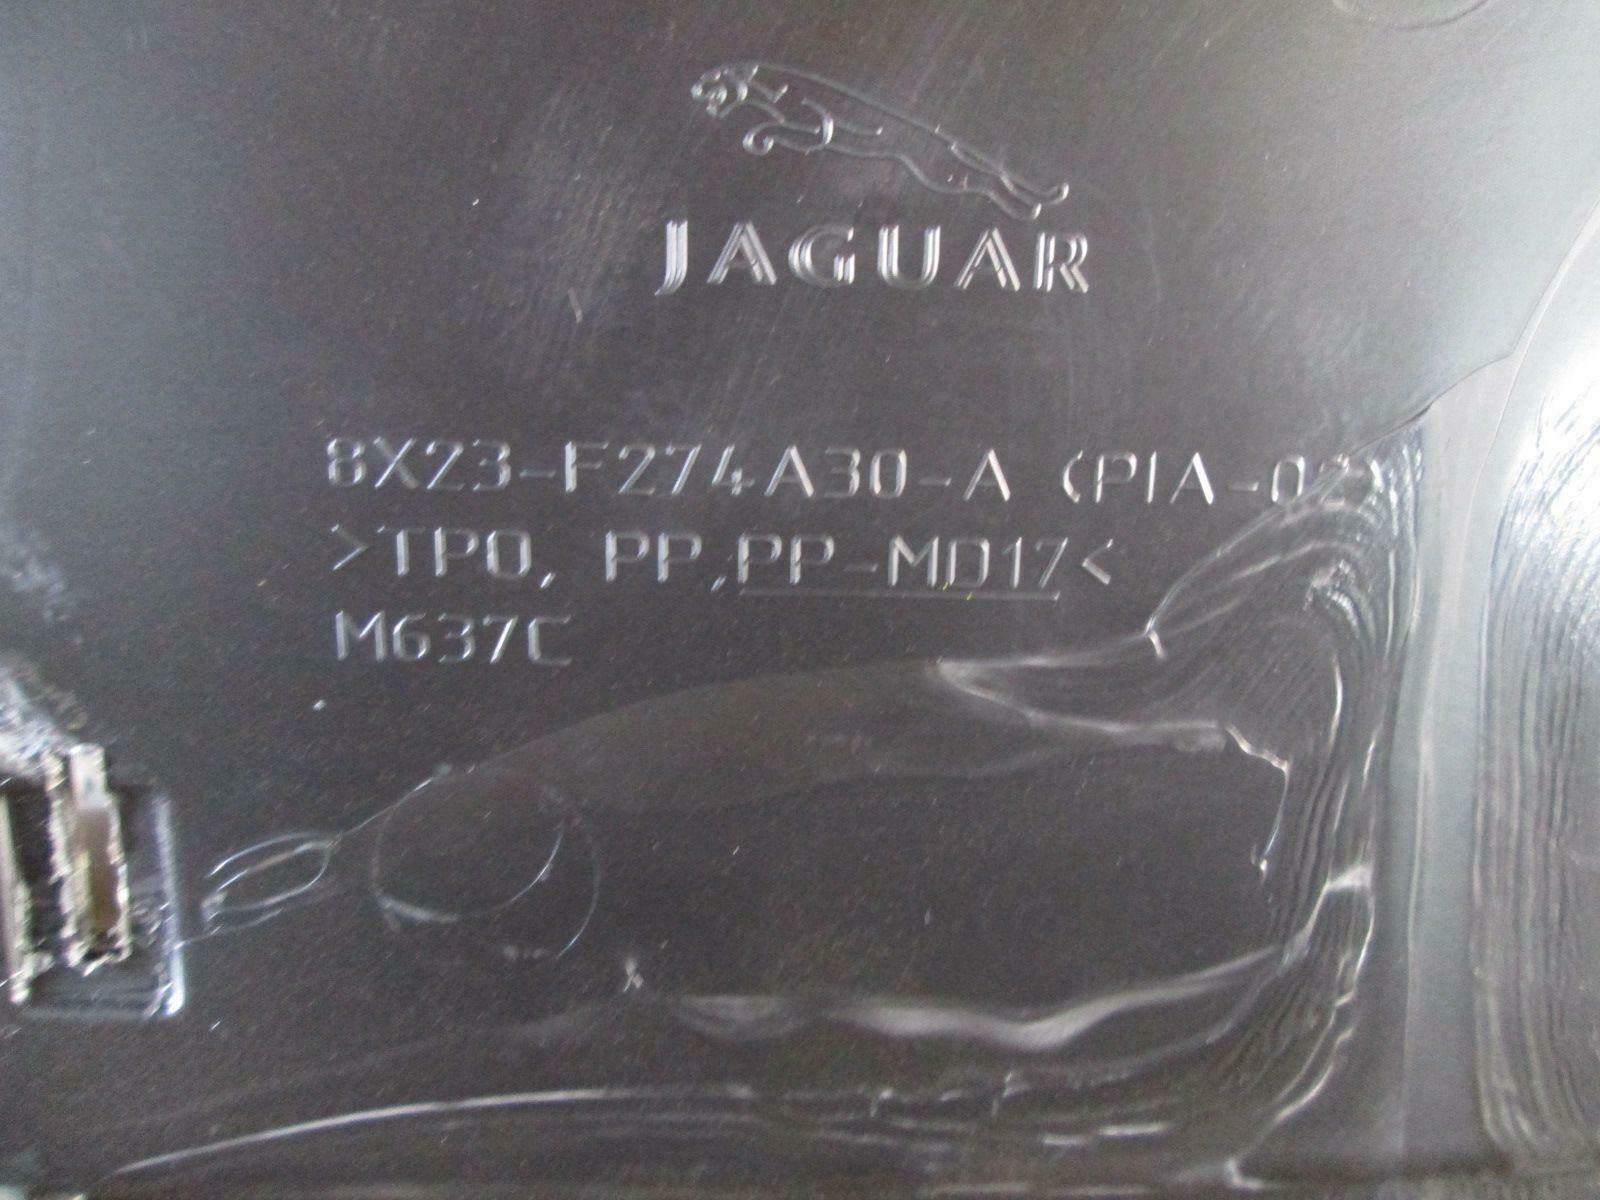 JAGUAR
8X23-F274A30-A (PIA-02)
>TPO, PP,PP-MD17<
M637C